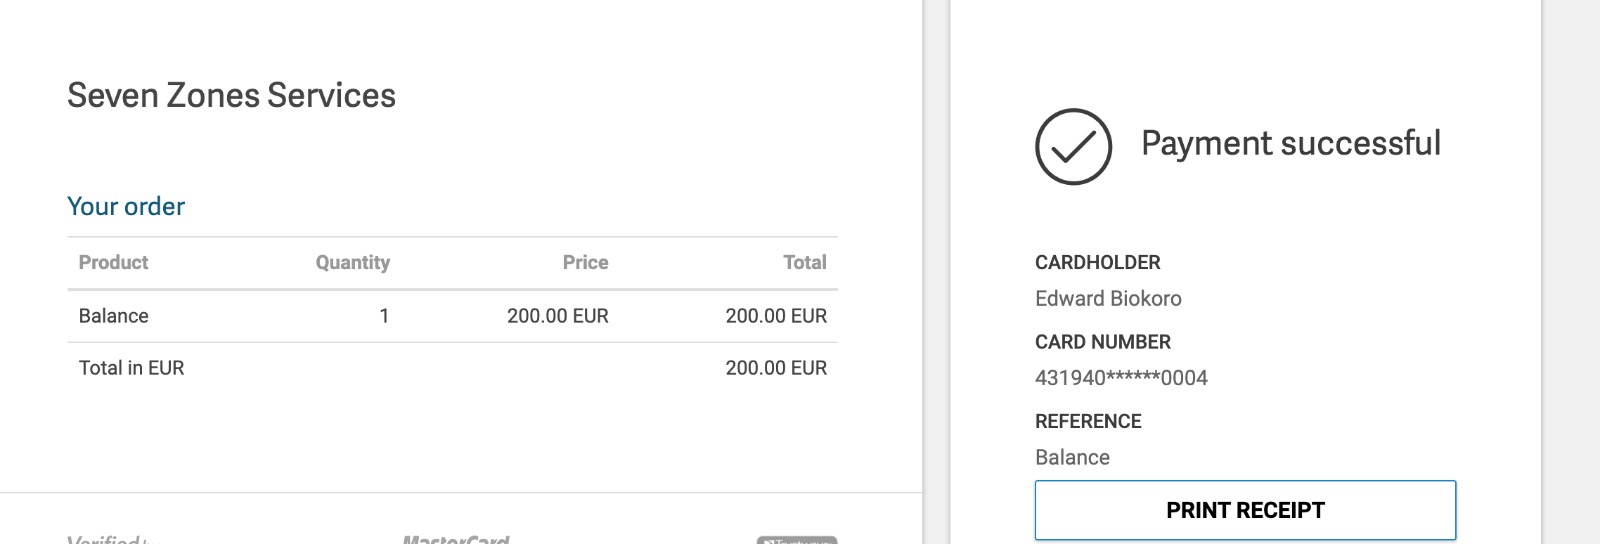 Seven Zones Services
Your order
Product Quantity Price Total
Balance 1 200.00 EUR 200.00 EUR
Total in EUR 200.00 EUR
Payment successful
CARDHOLDER
Edward Biokoro
CARD NUMBER
431940******0004
REFERENCE
Balance
PRINT RECEIPT
Verified by
MasterCard
Trustwave